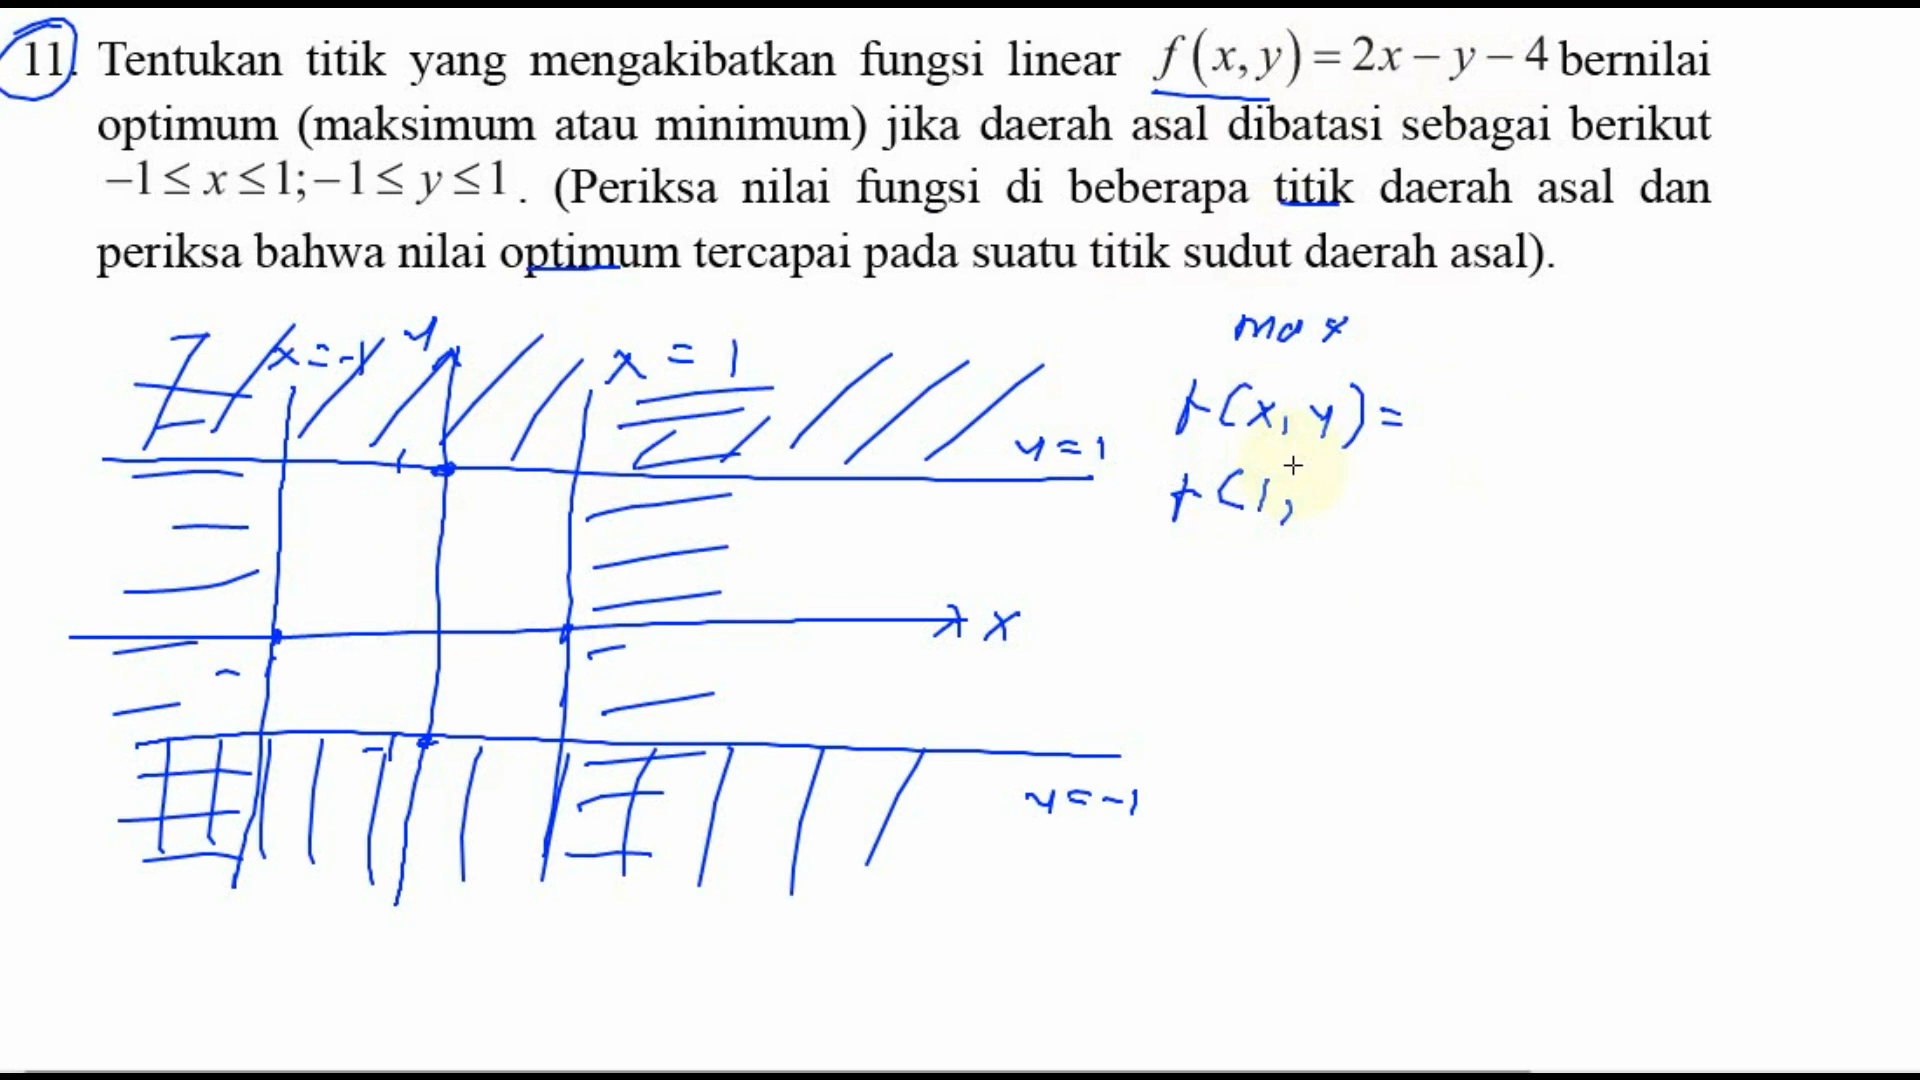 11. Tentukan titik yang mengakibatkan fungsi linear f(x, y) = 2x − y − 4 bernilai
optimum (maksimum atau minimum) jika daerah asal dibatasi sebagai berikut
−1 ≤ x ≤ 1; −1 ≤ y ≤ 1. (Periksa nilai fungsi di beberapa titik daerah asal dan
periksa bahwa nilai optimum tercapai pada suatu titik sudut daerah asal).
x = -1
y
x = 1
max
f(x, y) =
1
y = 1
f(1,
x
-1
y = -1